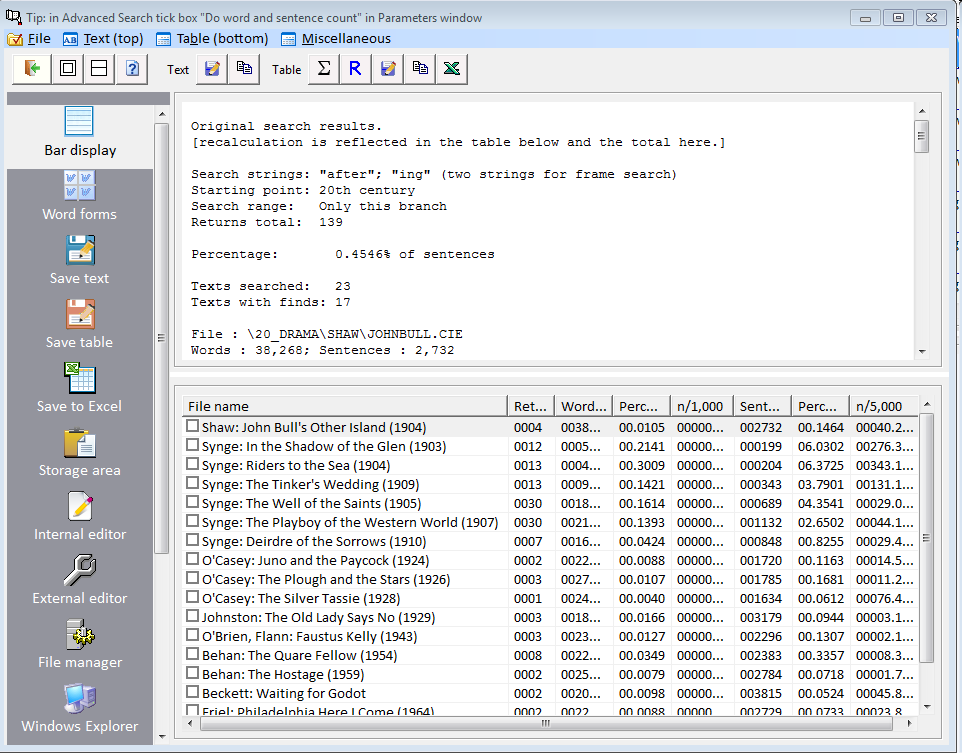 Tip: in Advanced Search tick box "Do word and sentence count" in Parameters window
File Text (top) Table (bottom) Miscellaneous
Text Table Σ R
Bar display
Word forms
Save text
Save table
Save to Excel
Storage area
Internal editor
External editor
File manager
Windows Explorer
Original search results.
[recalculation is reflected in the table below and the total here.]
Search strings: "after"; "ing" (two strings for frame search)
Starting point: 20th century
Search range: Only this branch
Returns total: 139
Percentage: 0.4546% of sentences
Texts searched: 23
Texts with finds: 17
File : \20_DRAMA\SHAW\JOHNBULL.CIE
Words : 38,268; Sentences : 2,732
File name Ret... Word... Perc... n/1,000 Sent... Perc... n/5,000
Shaw: John Bull's Other Island (1904) 0004 0038... 00.0105 00000... 002732 00.1464 00040.2...
Synge: In the Shadow of the Glen (1903) 0012 0005... 00.2141 00000... 000199 06.0302 00276.3...
Synge: Riders to the Sea (1904) 0013 0004... 00.3009 00000... 000204 06.3725 00343.1...
Synge: The Tinker's Wedding (1909) 0013 0009... 00.1421 00000... 000343 03.7901 00131.1...
Synge: The Well of the Saints (1905) 0030 0018... 00.1614 00000... 000689 04.3541 00029.0...
Synge: The Playboy of the Western World (1907) 0030 0021... 00.1393 00000... 001132 02.6502 00044.1...
Synge: Deirdre of the Sorrows (1910) 0007 0016... 00.0424 00000... 000848 00.8255 00029.4...
O'Casey: Juno and the Paycock (1924) 0002 0022... 00.0088 00000... 001720 00.1163 00014.5...
O'Casey: The Plough and the Stars (1926) 0003 0027... 00.0107 00000... 001785 00.1681 00011.2...
O'Casey: The Silver Tassie (1928) 0001 0024... 00.0040 00000... 001634 00.0612 00076.4...
Johnston: The Old Lady Says No (1929) 0003 0018... 00.0166 00000... 003179 00.0944 00003.1...
O'Brien, Flann: Faustus Kelly (1943) 0003 0023... 00.0127 00000... 002296 00.1307 00002.1...
Behan: The Quare Fellow (1954) 0008 0022... 00.0349 00000... 002383 00.3357 00008.3...
Behan: The Hostage (1959) 0002 0025... 00.0079 00000... 002784 00.0718 00001.7...
Beckett: Waiting for Godot 0002 0020... 00.0098 00000... 003815 00.0524 00045.8...
Friel: Philadelphia Here I Come (1964) 0002 0022 00.0088 00000 002729 00.0733 00023.8